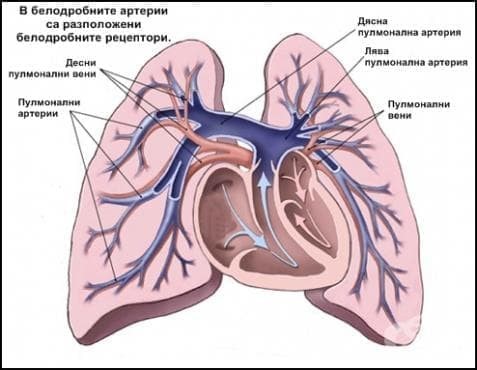 В белодробните артерии
са разположени
белодробните рецептори.
Десни
пулмонални вени
Пулмонални
артерии
Дясна
пулмонална артерия
Лява
пулмонална артерия
Пулмонални
вени